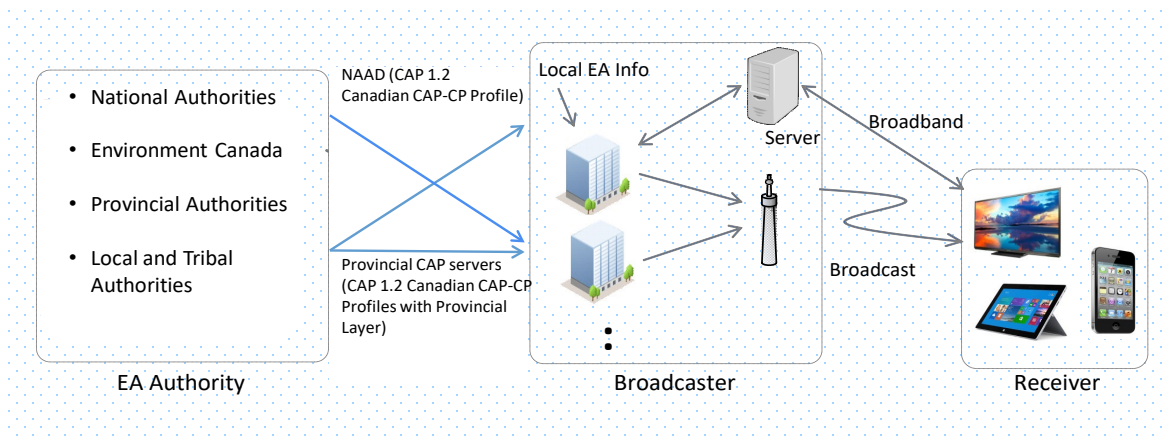 • National Authorities
• Environment Canada
• Provincial Authorities
• Local and Tribal
Authorities
EA Authority
NAAD (CAP 1.2
Canadian CAP-CP Profile)
Provincial CAP servers
(CAP 1.2 Canadian CAP-CP
Profiles with Provincial
Layer)
Local EA Info
Server
Broadcaster
Broadband
Broadcast
Receiver